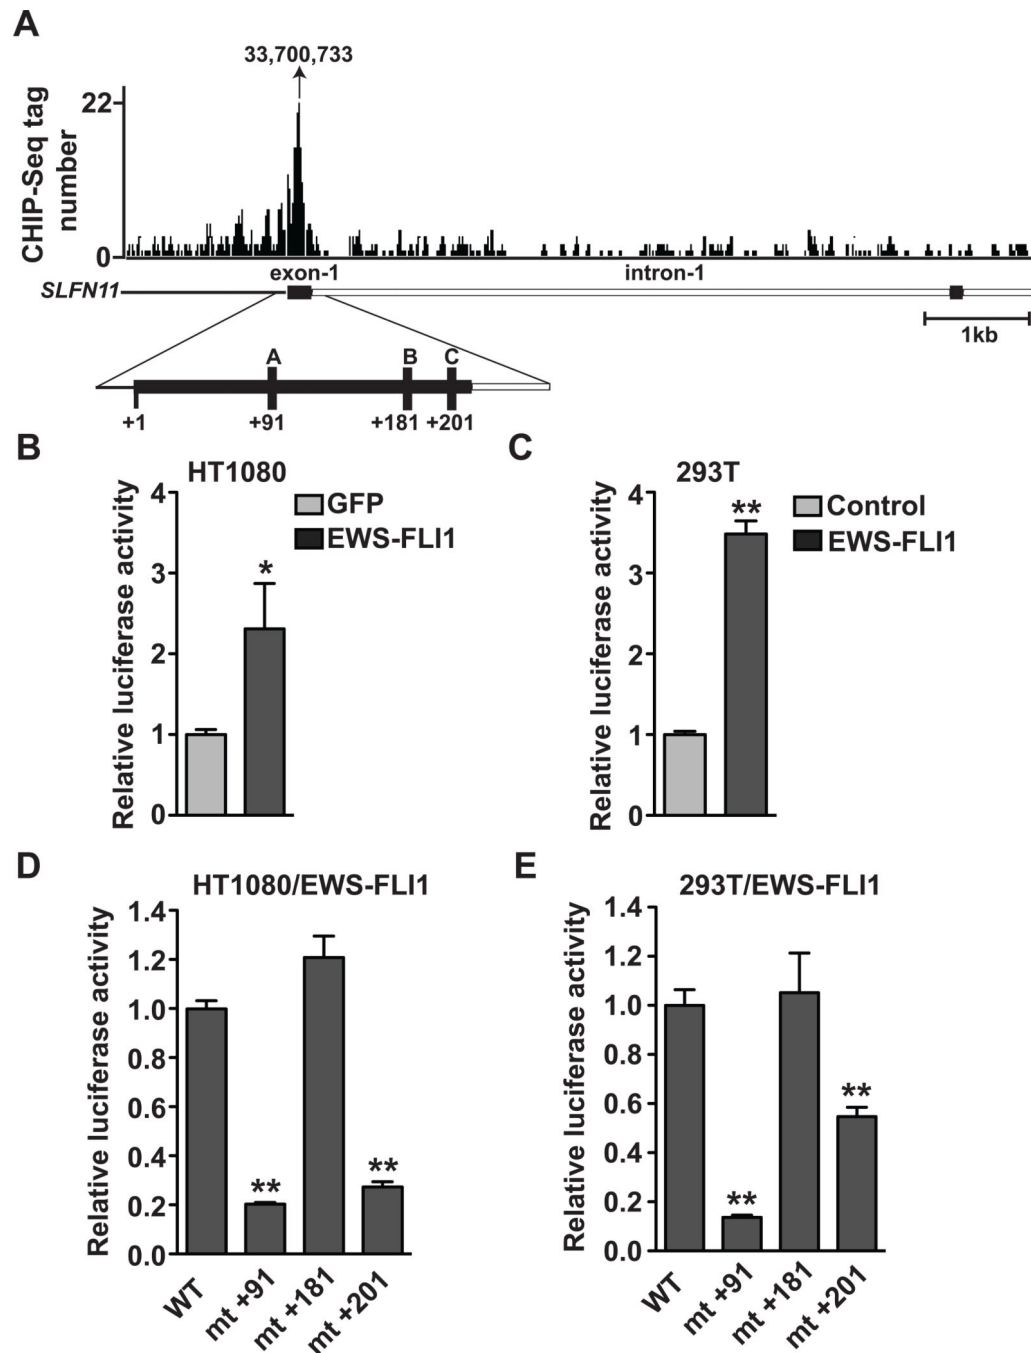 A
33,700,733
22
0
CHIP-Seq tag
number
exon-1
intron-1
SLFN11
1kb
A
B
C
+1
+91
+181
+201
B
HT1080
GFP
EWS-FLI1
Relative luciferase activity
4
3
2
1
0
*
C
293T
Control
EWS-FLI1
Relative luciferase activity
4
3
2
1
0
**
D
HT1080/EWS-FLI1
Relative luciferase activity
1.4
1.2
1.0
0.8
0.6
0.4
0.2
0.0
**
**
WT
mt +91
mt +181
mt +201
E
293T/EWS-FLI1
Relative luciferase activity
1.4
1.2
1.0
0.8
0.6
0.4
0.2
0.0
**
**
WT
mt +91
mt +181
mt +201